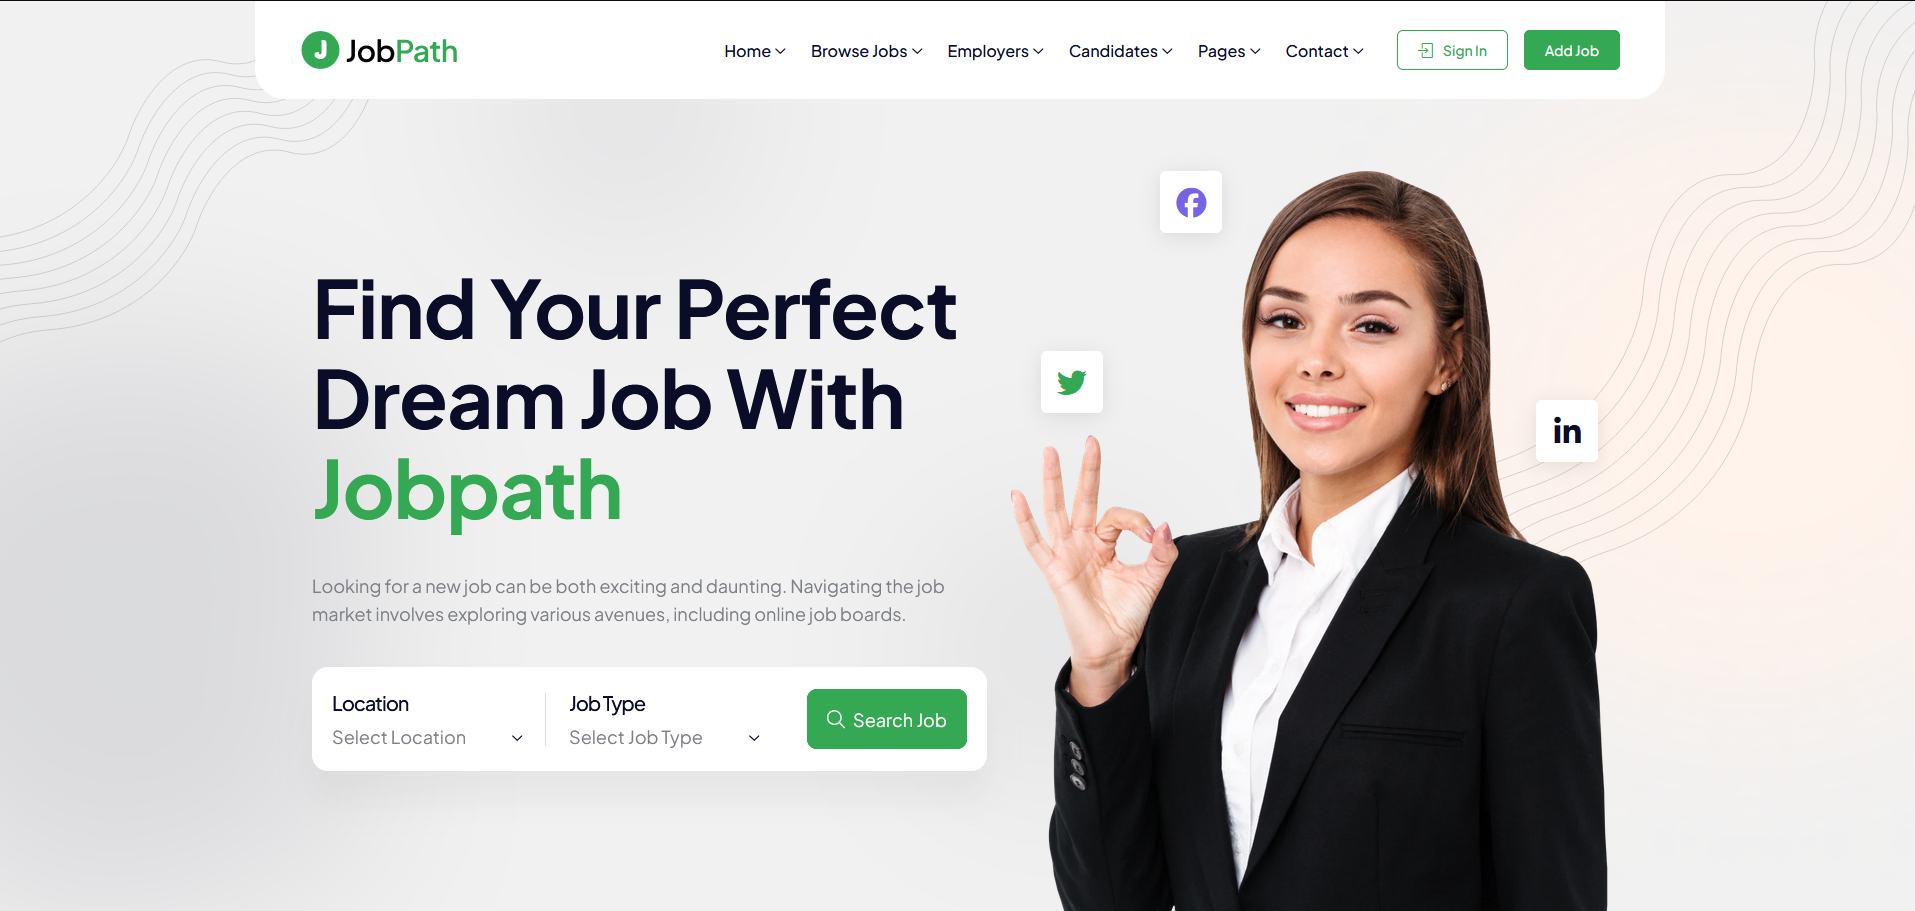 JobPath
Home
Browse Jobs
Employers
Candidates
Pages
Contact
Sign In
Add Job
Find Your Perfect
Dream Job With
Jobpath
Looking for a new job can be both exciting and daunting. Navigating the job
market involves exploring various avenues, including online job boards.
Location
Select Location
Job Type
Select Job Type
Search Job
in